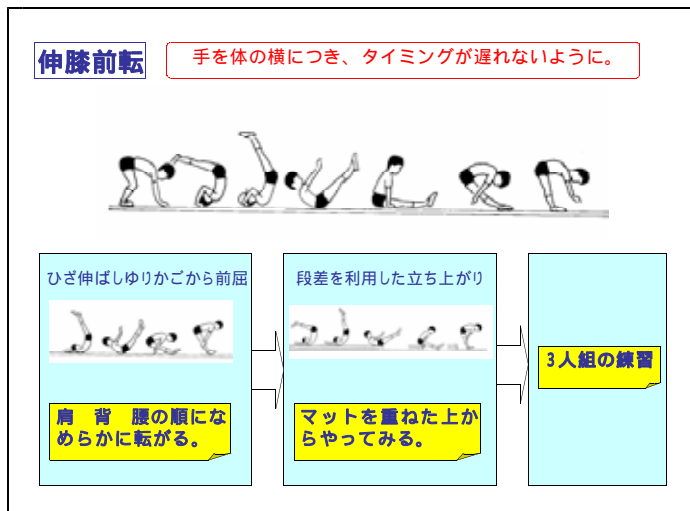 伸膝前転
手を体の横につき、タイミングが遅れないように。
ひざ伸ばしゆりかごから前屈
肩　背　腰の順にな
めらかに転がる。
段差を利用した立ち上がり
マットを重ねた上か
らやってみる。
3人組の練習